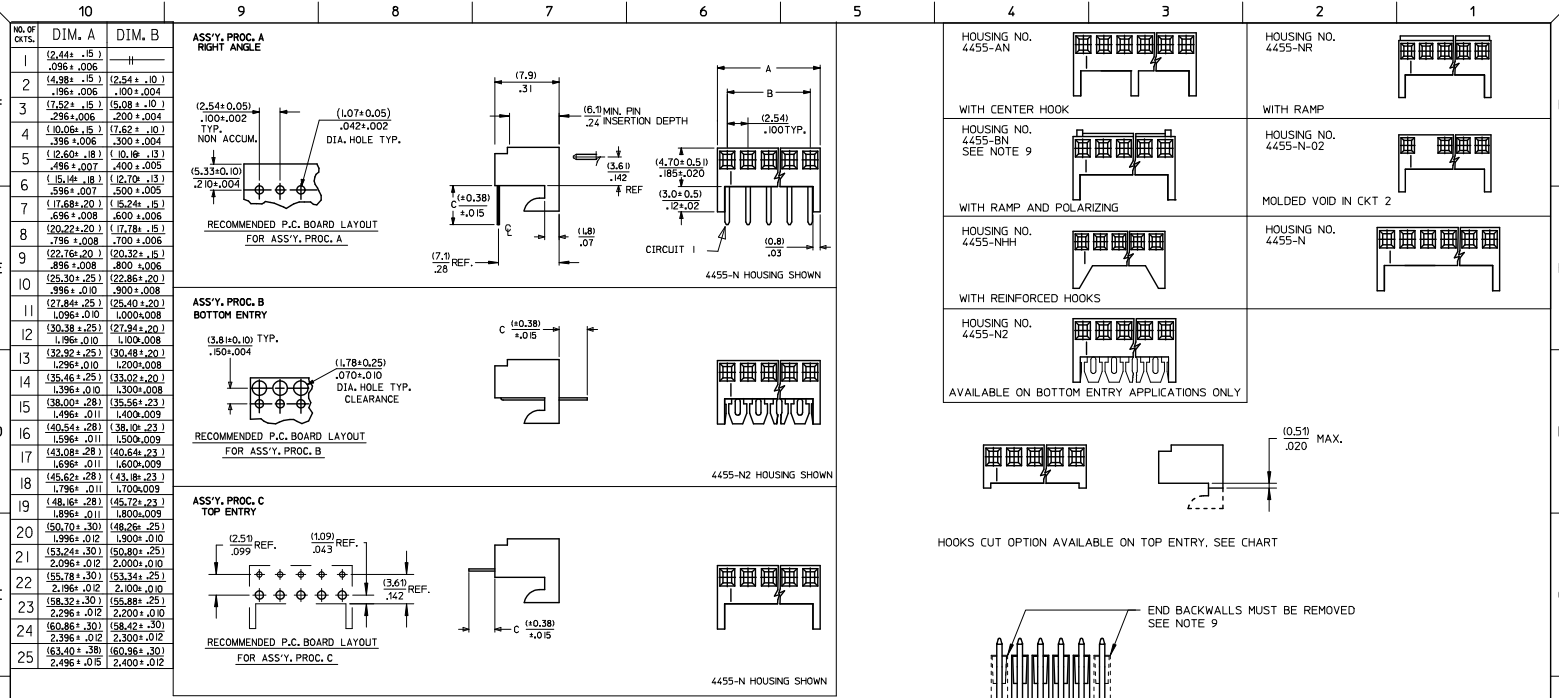 10 9 8 7 6 5 4 3 2 1
NO. OF CKTS. DIM. A DIM. B
1 (2.44± .15) .096± .006
2 (4.98± .15) .196± .006 (2.54± .10) .100±.004
3 (7.52± .15) .296±.006 (5.08± .10) .200±.004
4 (10.06±.15) .396±.006 (7.62± .10) .300±.004
5 (12.60±.18) .496±.007 (10.16±.13) .400±.005
6 (15.14±.18) .596±.007 (12.70±.13) .500±.005
7 (17.68±.20) .696±.008 (15.24±.15) .600±.006
8 (20.22±.20) .796±.008 (17.78±.15) .700±.006
9 (22.76±.20) .896±.008 (20.32±.15) .800±.006
10 (25.30±.25) .996±.010 (22.86±.20) .900±.008
11 (27.84±.25) 1.096±.010 (25.40±.20) 1.000±.008
12 (30.38±.25) 1.196±.010 (27.94±.20) 1.100±.008
13 (32.92±.25) 1.296±.010 (30.48±.20) 1.200±.008
14 (35.46±.25) 1.396±.010 (33.02±.20) 1.300±.008
15 (38.00±.28) 1.496±.011 (35.56±.23) 1.400±.009
16 (40.54±.28) 1.596±.011 (38.10±.23) 1.500±.009
17 (43.08±.28) 1.696±.011 (40.64±.23) 1.600±.009
18 (45.62±.28) 1.796±.011 (43.18±.23) 1.700±.009
19 (48.16±.28) 1.896±.011 (45.72±.23) 1.800±.009
20 (50.70±.30) 1.996±.012 (48.26±.25) 1.900±.010
21 (53.24±.30) 2.096±.012 (50.80±.25) 2.000±.010
22 (55.78±.30) 2.196±.012 (53.34±.25) 2.100±.010
23 (58.32±.30) 2.296±.012 (55.88±.25) 2.200±.010
24 (60.86±.30) 2.396±.012 (58.42±.30) 2.300±.012
25 (63.40±.38) 2.496±.015 (60.96±.30) 2.400±.012
ASS'Y. PROC. A
RIGHT ANGLE
(2.54±0.05)
.100±.002
TYP.
NON ACCUM.
(1.07±0.05)
.042±.002
DIA. HOLE TYP.
(5.33±0.10)
.210±.004
RECOMMENDED P.C. BOARD LAYOUT
FOR ASS'Y. PROC. A
(7.9)
.31
(6.1) MIN. PIN
.24 INSERTION DEPTH
(3.61)
.142
REF
C (±0.38)
±.015
℄
(1.8)
.07
(7.1) REF.
.28
A
B
(2.54)
.100TYP.
(4.70±0.51)
.185±.020
(3.0±0.5)
.12±.02
CIRCUIT 1
(0.8)
.03
4455-N HOUSING SHOWN
ASS'Y. PROC. B
BOTTOM ENTRY
(3.81±0.10) TYP.
.150±.004
(1.78±0.25)
.070±.010
DIA. HOLE TYP.
CLEARANCE
RECOMMENDED P.C. BOARD LAYOUT
FOR ASS'Y. PROC. B
C (±0.38)
±.015
4455-N2 HOUSING SHOWN
ASS'Y. PROC. C
TOP ENTRY
(2.51) REF.
.099
(1.09) REF.
.043
(3.61) REF.
.142
RECOMMENDED P.C. BOARD LAYOUT
FOR ASS'Y. PROC. C
C (±0.38)
±.015
4455-N HOUSING SHOWN
HOUSING NO.
4455-AN
WITH CENTER HOOK
HOUSING NO.
4455-NR
WITH RAMP
HOUSING NO.
4455-BN
SEE NOTE 9
WITH RAMP AND POLARIZING
HOUSING NO.
4455-N-02
MOLDED VOID IN CKT 2
HOUSING NO.
4455-NHH
WITH REINFORCED HOOKS
HOUSING NO.
4455-N
HOUSING NO.
4455-N2
AVAILABLE ON BOTTOM ENTRY APPLICATIONS ONLY
(0.51) MAX.
.020
HOOKS CUT OPTION AVAILABLE ON TOP ENTRY, SEE CHART
END BACKWALLS MUST BE REMOVED
SEE NOTE 9